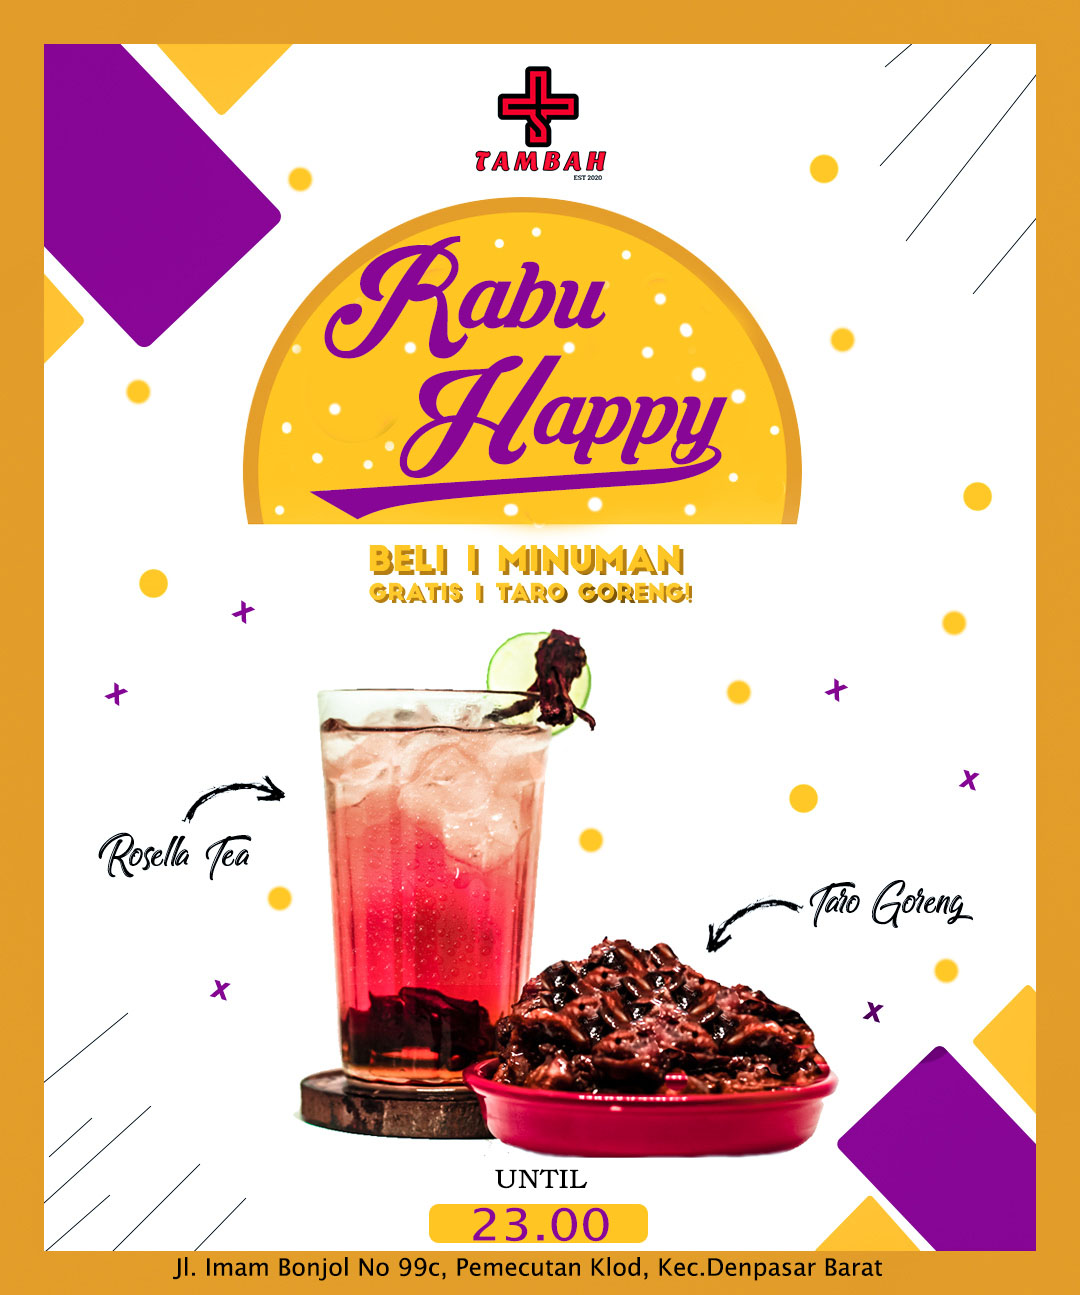 TAMBAH
EST 2020
Rabu
Happy
BELI 1 MINUMAN
GRATIS 1 TARO GORENG!
Rosella Tea
Taro Goreng
UNTIL
23.00
Jl. Imam Bonjol No 99c, Pemecutan Klod, Kec.Denpasar Barat